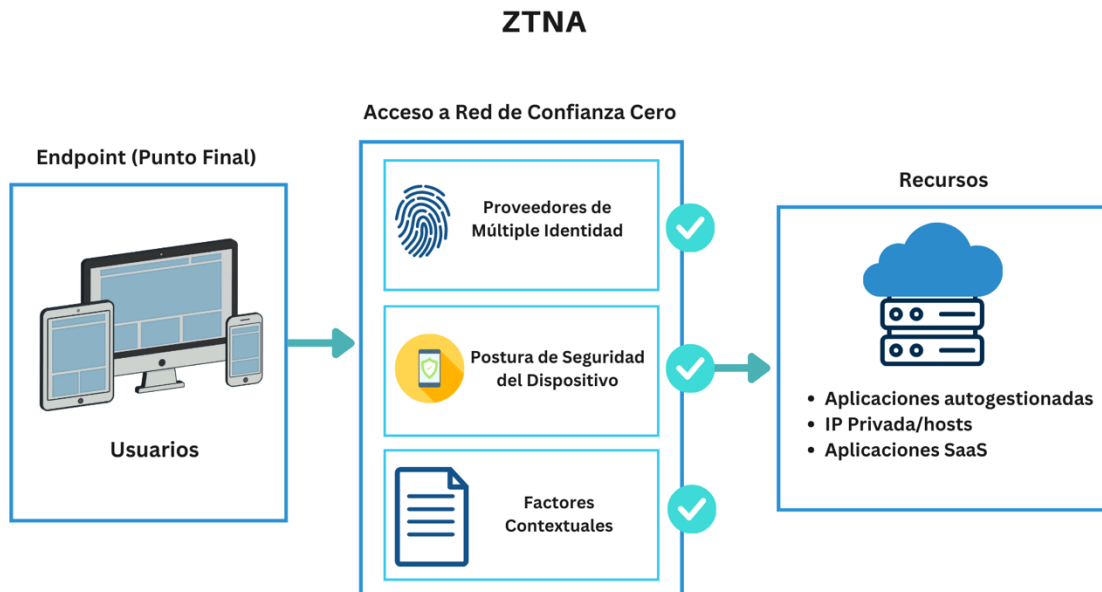 ZTNA
Acceso a Red de Confianza Cero
Endpoint (Punto Final)
Usuarios
Proveedores de
Múltiple Identidad
Postura de Seguridad
del Dispositivo
Factores
Contextuales
Recursos
• Aplicaciones autogestionadas
• IP Privada/hosts
• Aplicaciones SaaS